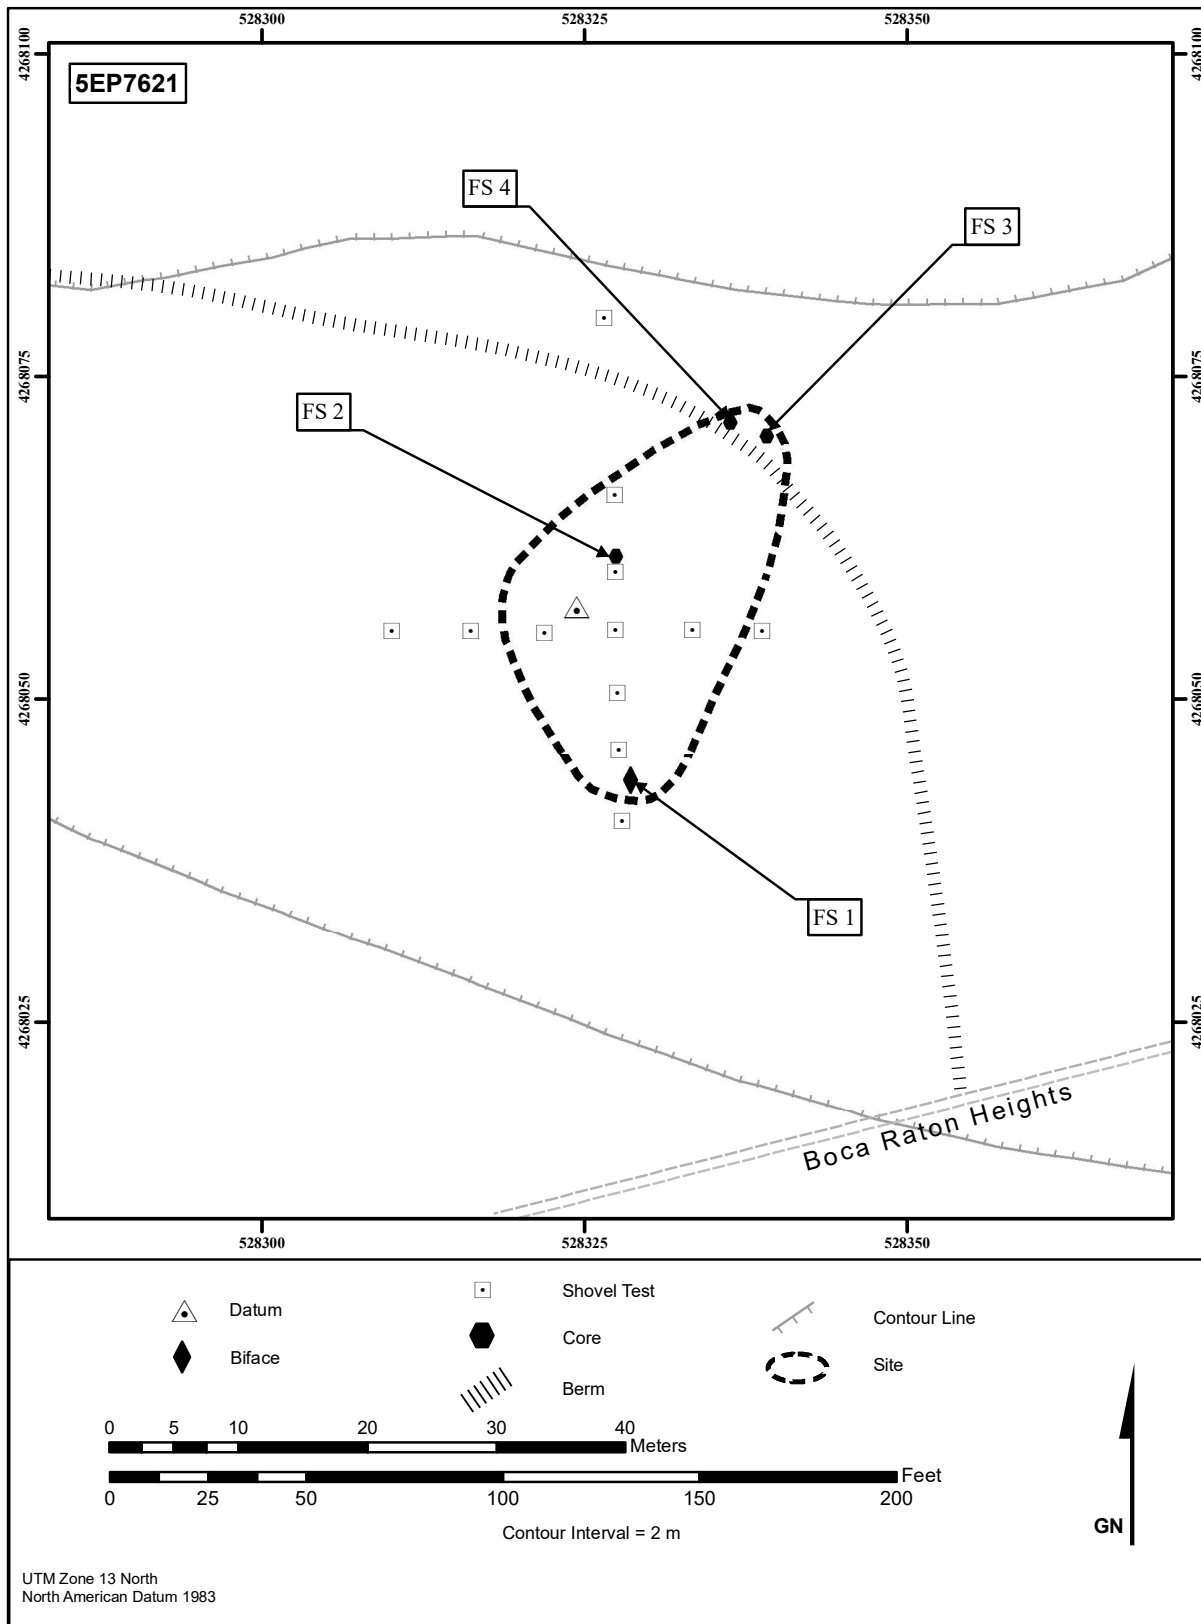 528300 528325 528350
4268100 4268100
5EP7621
FS 4
FS 3
4268075 4268075
FS 2
4268050 4268050
FS 1
4268025 4268025
Boca Raton Heights
528300 528325 528350
Datum
Biface
Shovel Test
Core
Berm
Contour Line
Site
0 5 10 20 30 40
Meters
Feet
0 25 50 100 150 200
Contour Interval = 2 m
GN
UTM Zone 13 North
North American Datum 1983